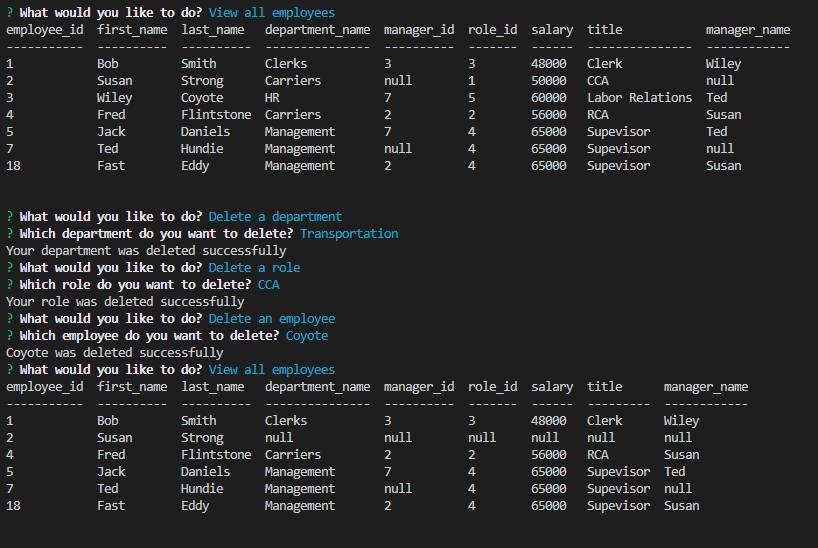 ? What would you like to do? View all employees
employee_id  first_name  last_name   department_name  manager_id  role_id  salary  title            manager_name
-----------  ----------  ----------  ---------------  ----------  -------  ------  ---------------  ------------
1            Bob         Smith       Clerks           3           3        48000   Clerk            Wiley
2            Susan       Strong      Carriers         null        1        50000   CCA              null
3            Wiley       Coyote      HR               7           5        60000   Labor Relations  Ted
4            Fred        Flintstone  Carriers         2           2        56000   RCA              Susan
5            Jack        Daniels     Management       7           4        65000   Supevisor        Ted
7            Ted         Hundie      Management       null        4        65000   Supevisor        null
18           Fast        Eddy        Management       2           4        65000   Supevisor        Susan
? What would you like to do? Delete a department
? Which department do you want to delete? Transportation
Your department was deleted successfully
? What would you like to do? Delete a role
? Which role do you want to delete? CCA
Your role was deleted successfully
? What would you like to do? Delete an employee
? Which employee do you want to delete? Coyote
Coyote was deleted successfully
? What would you like to do? View all employees
employee_id  first_name  last_name   department_name  manager_id  role_id  salary  title      manager_name
-----------  ----------  ----------  ---------------  ----------  -------  ------  ---------  ------------
1            Bob         Smith       Clerks           3           3        48000   Clerk      Wiley
2            Susan       Strong      null             null        null     null    null       null
4            Fred        Flintstone  Carriers         2           2        56000   RCA        Susan
5            Jack        Daniels     Management       7           4        65000   Supevisor  Ted
7            Ted         Hundie      Management       null        4        65000   Supevisor  null
18           Fast        Eddy        Management       2           4        65000   Supevisor  Susan